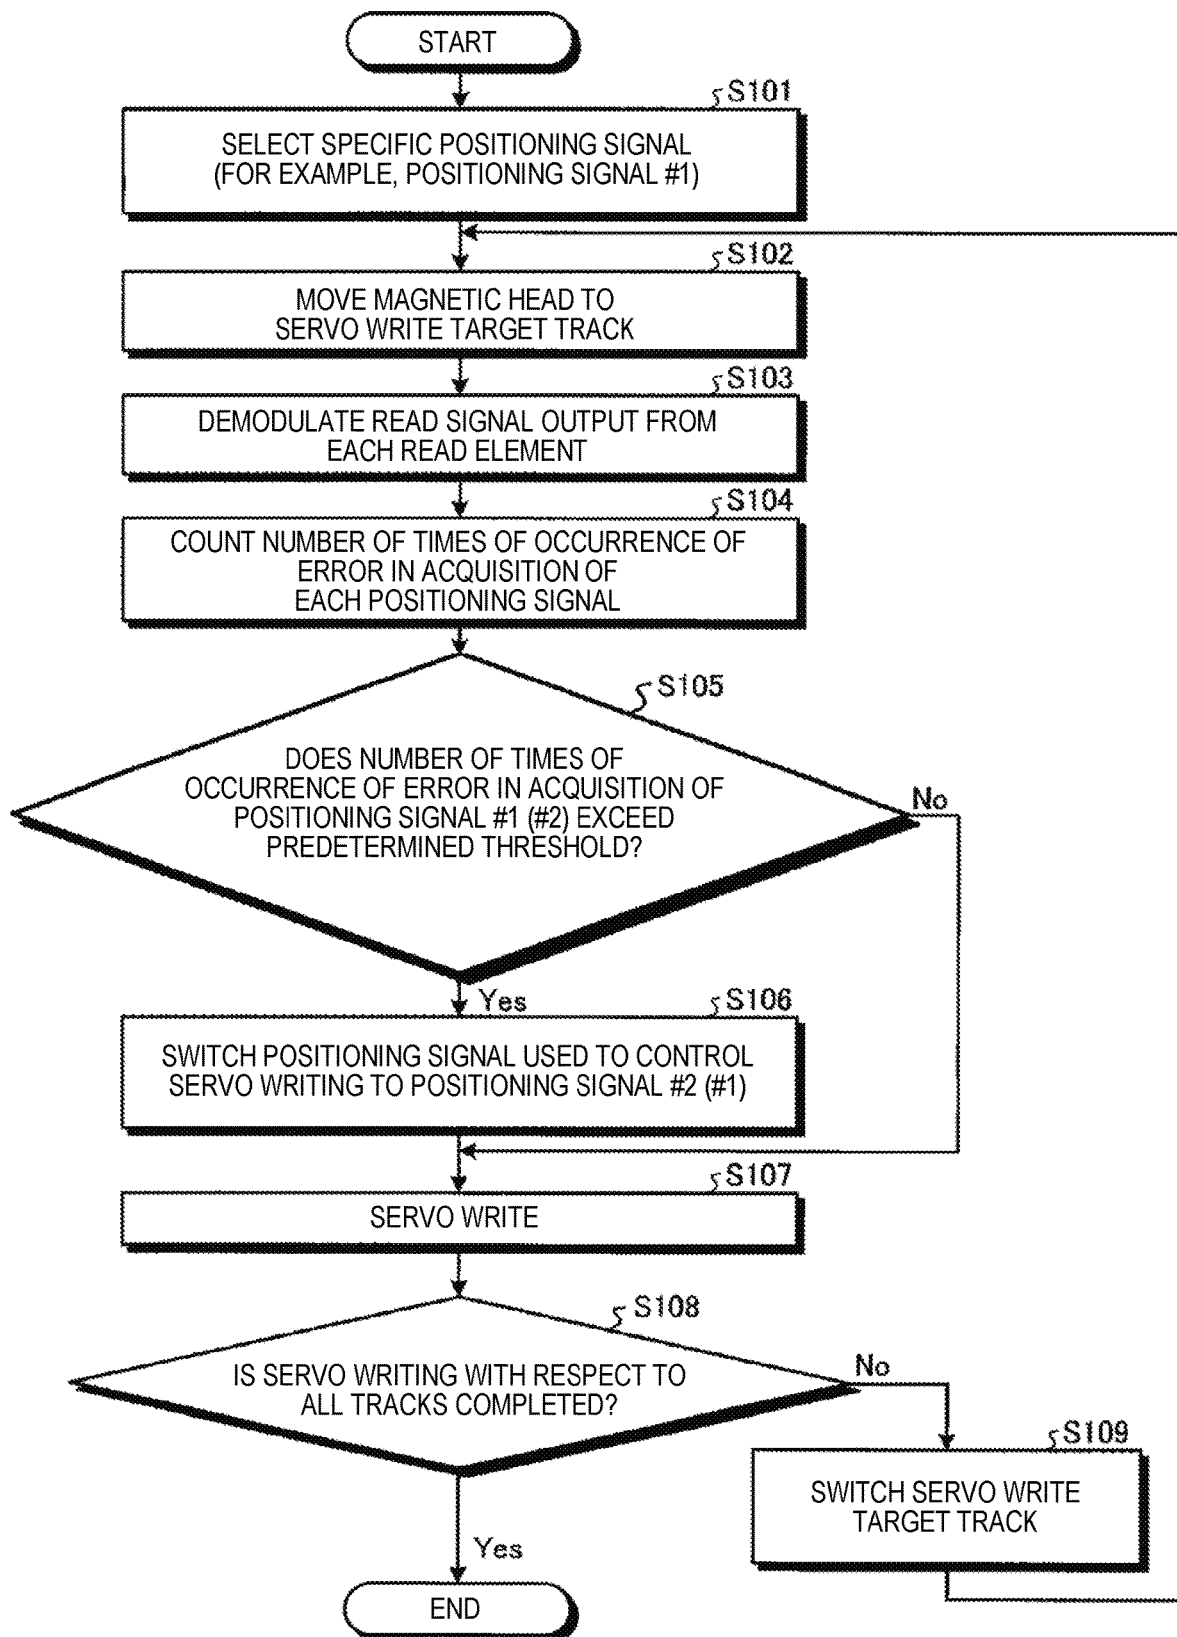 START
S101
SELECT SPECIFIC POSITIONING SIGNAL
(FOR EXAMPLE, POSITIONING SIGNAL #1)
S102
MOVE MAGNETIC HEAD TO
SERVO WRITE TARGET TRACK
S103
DEMODULATE READ SIGNAL OUTPUT FROM
EACH READ ELEMENT
S104
COUNT NUMBER OF TIMES OF OCCURRENCE OF
ERROR IN ACQUISITION OF
EACH POSITIONING SIGNAL
S105
DOES NUMBER OF TIMES OF
OCCURRENCE OF ERROR IN ACQUISITION OF
POSITIONING SIGNAL #1 (#2) EXCEED
PREDETERMINED THRESHOLD?
No
Yes
S106
SWITCH POSITIONING SIGNAL USED TO CONTROL
SERVO WRITING TO POSITIONING SIGNAL #2 (#1)
S107
SERVO WRITE
S108
IS SERVO WRITING WITH RESPECT TO
ALL TRACKS COMPLETED?
No
S109
SWITCH SERVO WRITE
TARGET TRACK
Yes
END